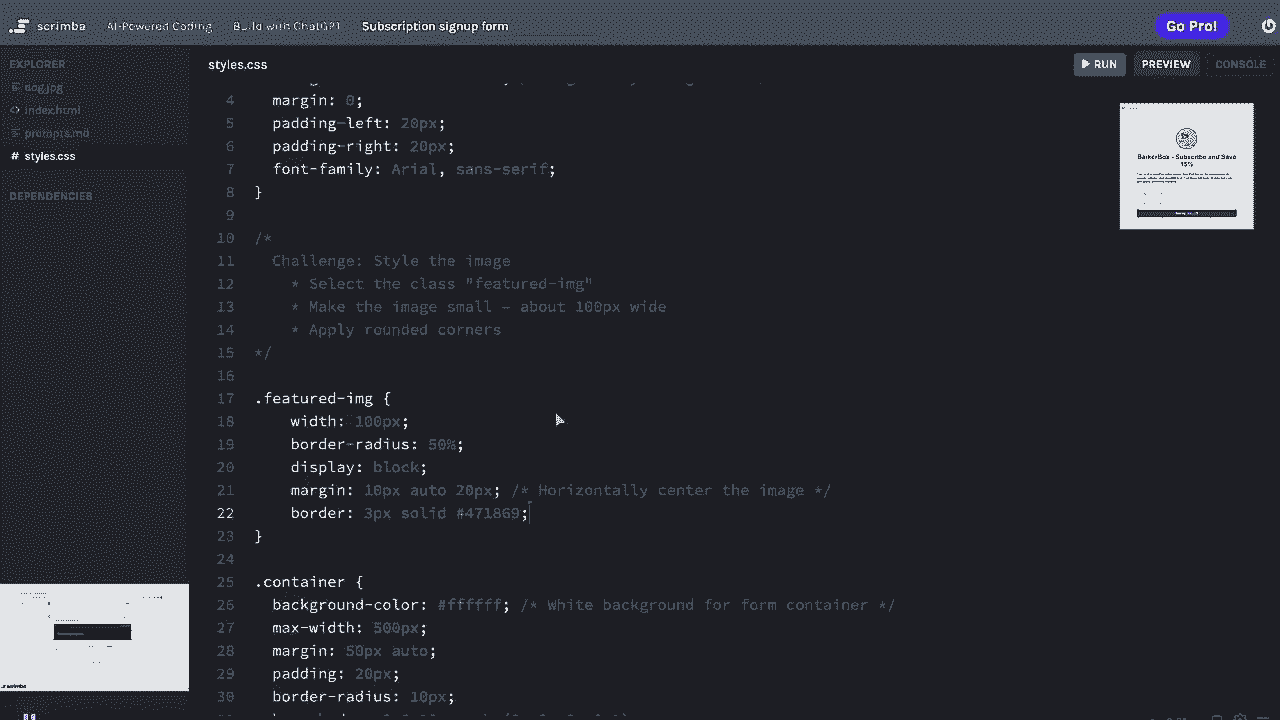 scrimba AI-Powered Coding Build with ChatGPT Subscription signup form Go Pro!
EXPLORER
dog.jpg
index.html
prompts.md
# styles.css
DEPENDENCIES
styles.css RUN PREVIEW CONSOLE
4 margin: 0;
5 padding-left: 20px;
6 padding-right: 20px;
7 font-family: Arial, sans-serif;
8 }
9
10 /*
11 Challenge: Style the image
12 * Select the class "featured-img"
13 * Make the image small - about 100px wide
14 * Apply rounded corners
15 */
16
17 .featured-img {
18 width: 100px;
19 border-radius: 50%;
20 display: block;
21 margin: 10px auto 20px; /* Horizontally center the image */
22 border: 3px solid #471869;
23 }
24
25 .container {
26 background-color: #ffffff; /* White background for form container */
27 max-width: 500px;
28 margin: 50px auto;
29 padding: 20px;
30 border-radius: 10px;
BarkerBox - Subscribe and Save
15%